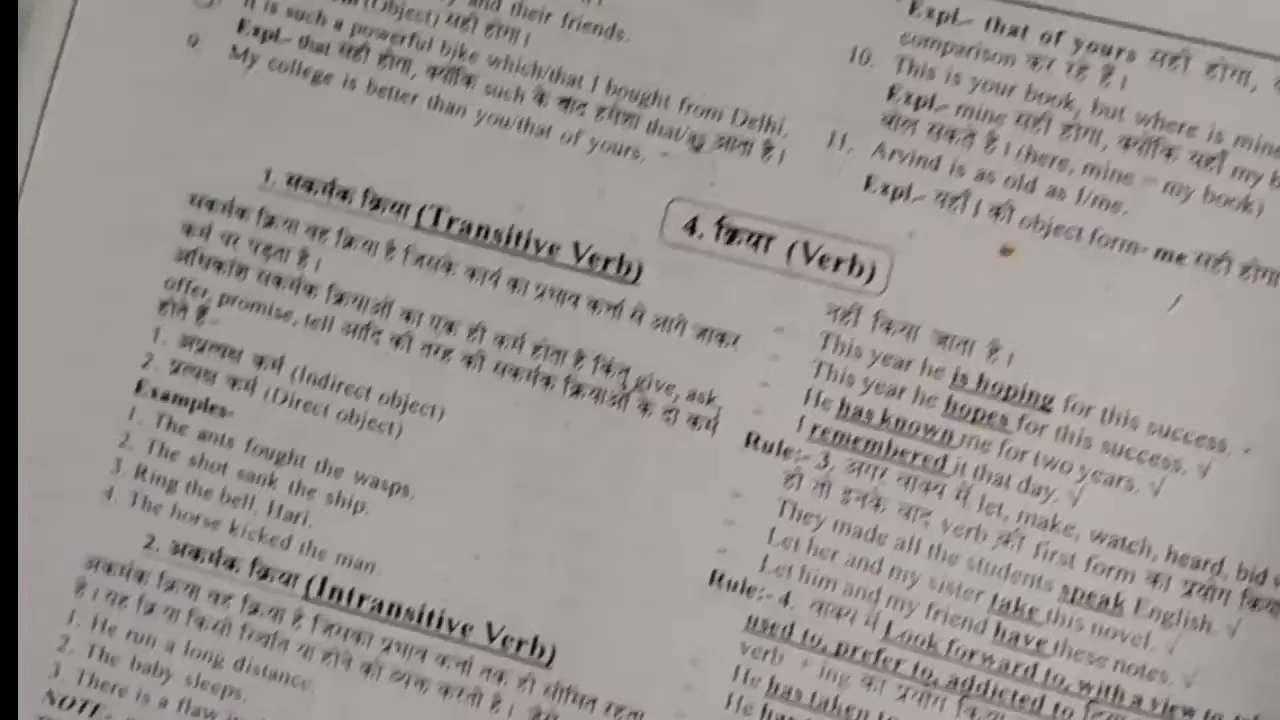 and their friends.
(Object) सही होगा।
It is such a powerful bike which/that I bought from Delhi.
Expl- that सही होगा, क्योंकि such के बाद हमेशा that/as आता है।
9. My college is better than you/that of yours.
Expl- that of yours सही होगा,
comparison कर रहे हैं।
10. This is your book, but where is mine
Expl- mine सही होगा, क्योंकि यहाँ my
बोल सकते हैं। (here, mine = my book)
11. Arvind is as old as I/me.
Expl- यहाँ I की object form- me सही होगा
4. क्रिया (Verb)
1. सकर्मक क्रिया (Transitive Verb)
सकर्मक क्रिया वह क्रिया है जिसके कार्य का प्रभाव कर्ता से आगे जाकर
कर्म पर पड़ता है।
अधिकांश सकर्मक क्रियाओं का एक ही कर्म होता है किंतु give, ask,
offer, promise, tell आदि की तरह की सकर्मक क्रियाओं के दो कर्म
होते हैं-
1. अप्रत्यक्ष कर्म (Indirect object)
2. प्रत्यक्ष कर्म (Direct object)
Examples-
1. The ants fought the wasps.
2. The shot sank the ship.
3. Ring the bell, Hari.
4. The horse kicked the man.
2. अकर्मक क्रिया (Intransitive Verb)
अकर्मक क्रिया वह क्रिया है, जिसका प्रभाव कर्ता तक ही सीमित रहता
है। यह क्रिया किसी स्थिति या होने को व्यक्त करती है।
1. He run a long distance.
2. The baby sleeps.
3. There is a flaw
NOTE-
नहीं किया जाता है।
- This year he is hoping for this success.
- This year he hopes for this success. √
- He has known me for two years. √
- I remembered it that day. √
Rule:- 3. अगर वाक्य में let, make, watch, heard, bid
हो तो इनके बाद verb की first form का प्रयोग
- They made all the students speak English. √
- Let her and my sister take this novel. √
- Let him and my friend have these notes. √
Rule:- 4. वाक्य में Look forward to, with a view to
used to, prefer to, addicted to
verb + ing का प्रयोग
He has taken to
He has